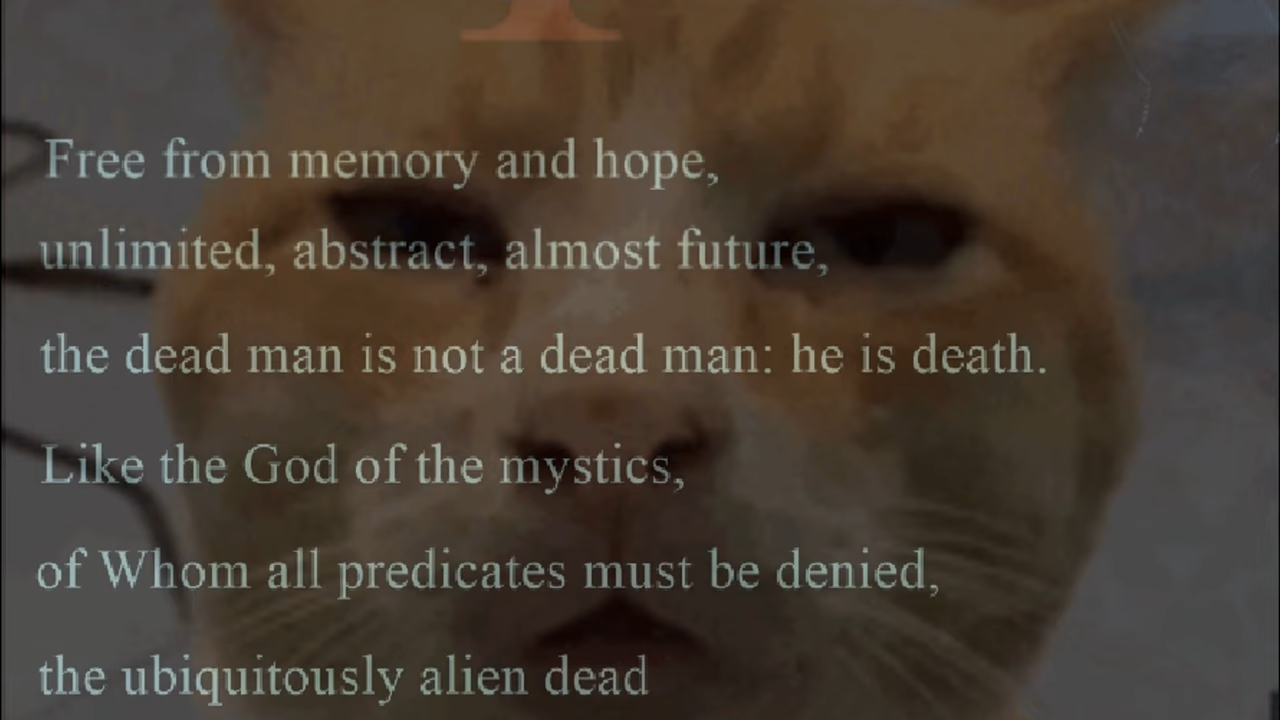 Free from memory and hope,
unlimited, abstract, almost future,
the dead man is not a dead man: he is death.
Like the God of the mystics,
of Whom all predicates must be denied,
the ubiquitously alien dead